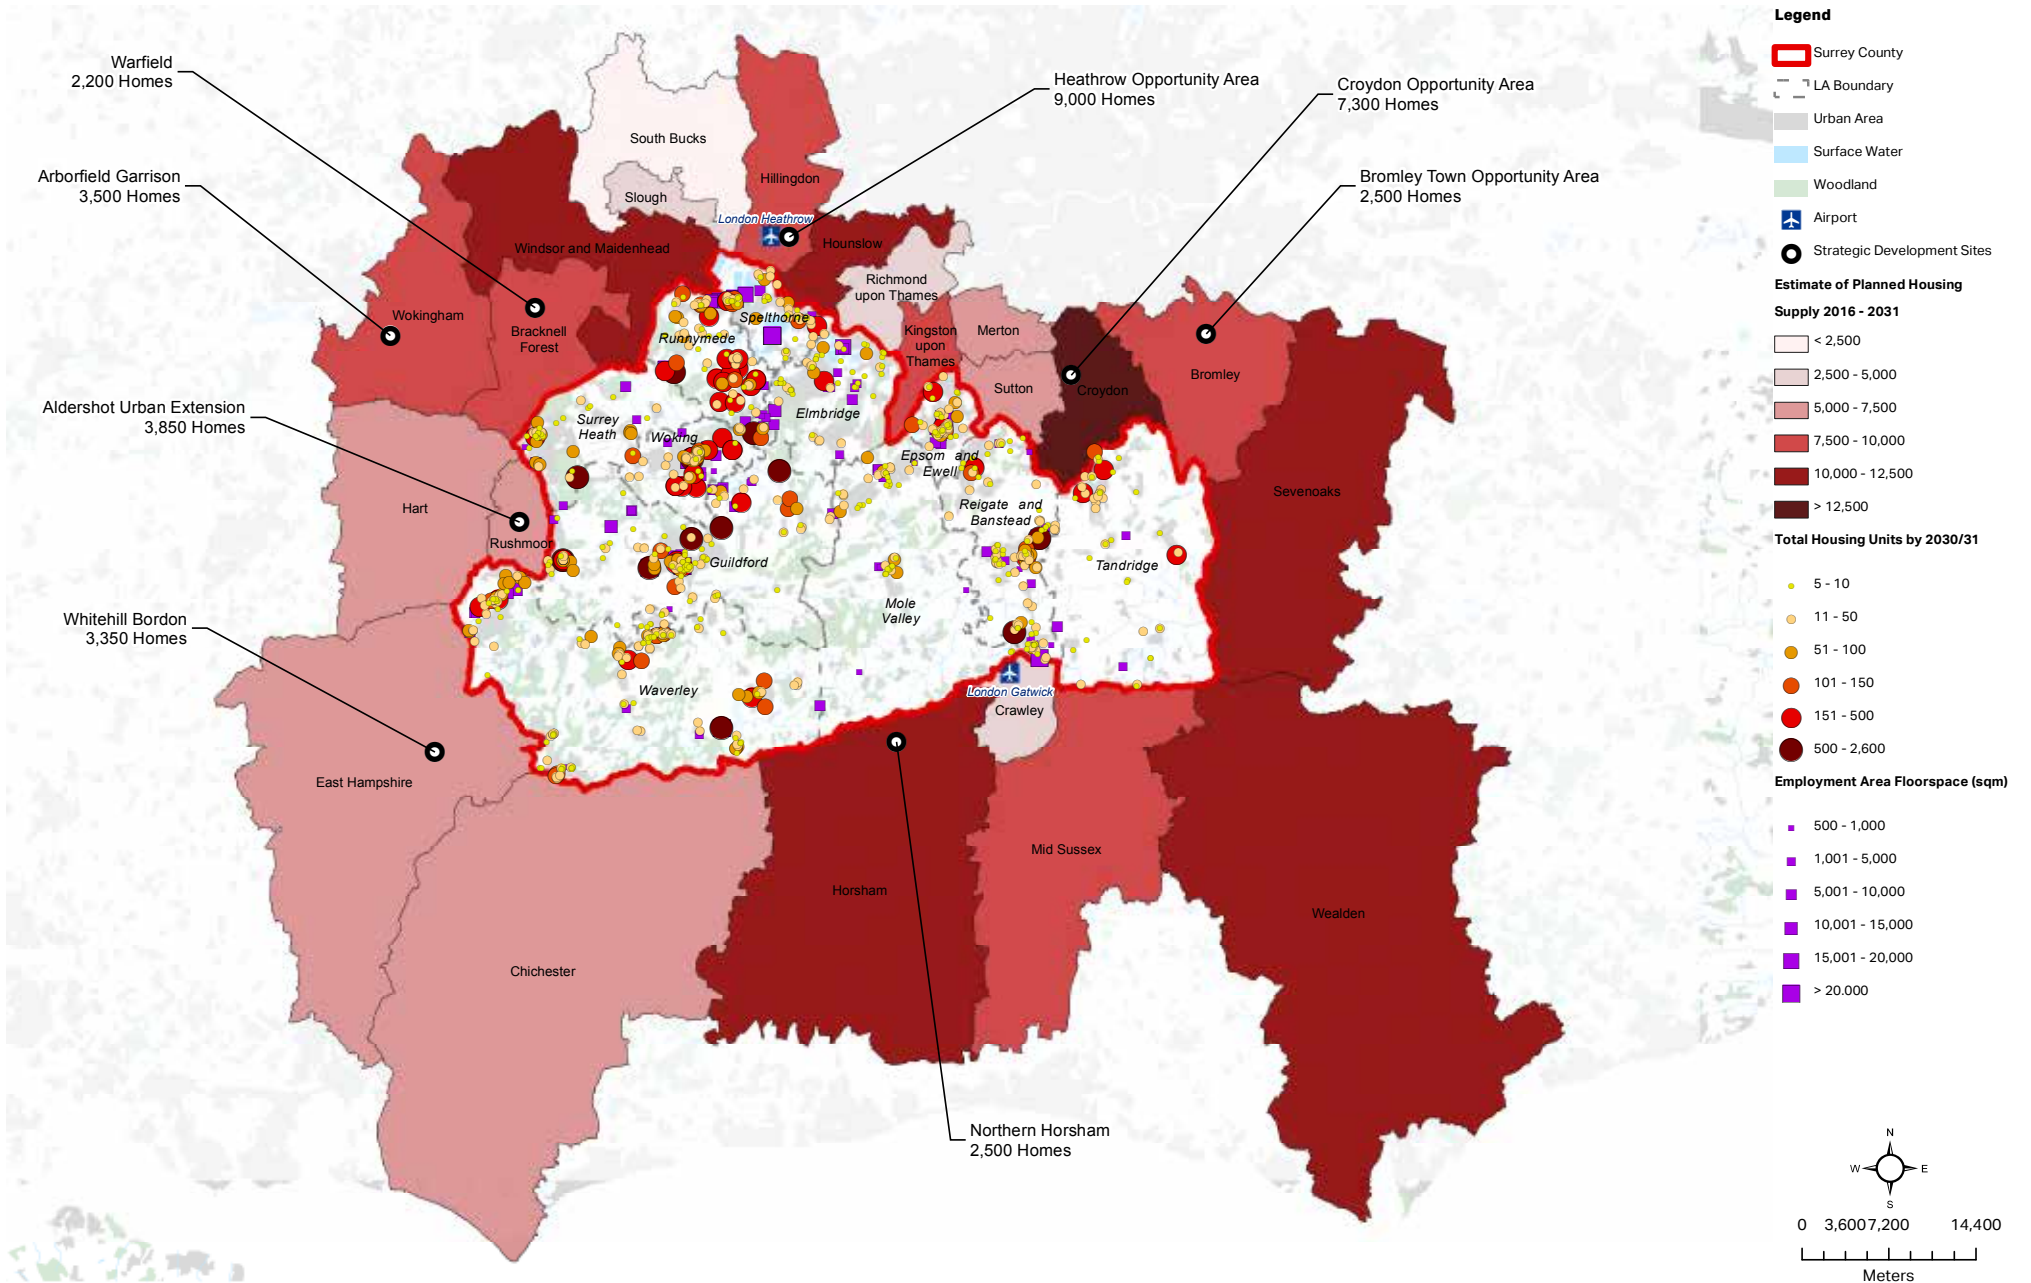 Warfield
2,200 Homes
Arborfield Garrison
3,500 Homes
Aldershot Urban Extension
3,850 Homes
Whitehill Bordon
3,350 Homes
Heathrow Opportunity Area
9,000 Homes
Croydon Opportunity Area
7,300 Homes
Bromley Town Opportunity Area
2,500 Homes
Northern Horsham
2,500 Homes
South Bucks
Slough
Hillingdon
London Heathrow
Windsor and Maidenhead
Hounslow
Richmond
upon Thames
Wokingham
Bracknell
Forest
Spelthorne
Runnymede
Kingston
upon
Thames
Merton
Sutton
Croydon
Bromley
Surrey
Heath
Woking
Elmbridge
Epsom and
Ewell
Hart
Rushmoor
Reigate and
Banstead
Sevenoaks
Guildford
Tandridge
Mole
Valley
Waverley
London Gatwick
Crawley
East Hampshire
Mid Sussex
Horsham
Wealden
Chichester
Legend
Surrey County
LA Boundary
Urban Area
Surface Water
Woodland
Airport
Strategic Development Sites
Estimate of Planned Housing
Supply 2016 - 2031
< 2,500
2,500 - 5,000
5,000 - 7,500
7,500 - 10,000
10,000 - 12,500
> 12,500
Total Housing Units by 2030/31
5 - 10
11 - 50
51 - 100
101 - 150
151 - 500
500 - 2,600
Employment Area Floorspace (sqm)
500 - 1,000
1,001 - 5,000
5,001 - 10,000
10,001 - 15,000
15,001 - 20,000
> 20.000
N
W E
S
0 3,600 7,200 14,400
Meters